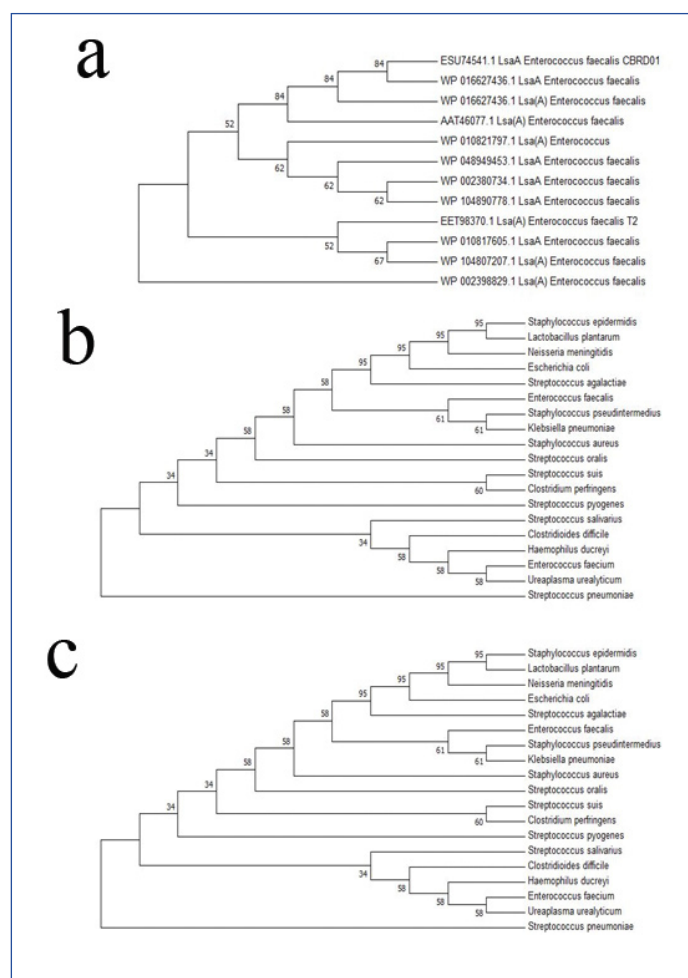 a
84
ESU74541.1 LsaA Enterococcus faecalis CBRD01
84
WP 016627436.1 LsaA Enterococcus faecalis
84
WP 016627436.1 Lsa(A) Enterococcus faecalis
52
AAT46077.1 Lsa(A) Enterococcus faecalis
WP 010821797.1 Lsa(A) Enterococcus
62
WP 048949453.1 LsaA Enterococcus faecalis
62
WP 002380734.1 LsaA Enterococcus faecalis
62
WP 104890778.1 LsaA Enterococcus faecalis
EET98370.1 Lsa(A) Enterococcus faecalis T2
52
WP 010817605.1 LsaA Enterococcus faecalis
67
WP 104807207.1 LsaA Enterococcus faecalis
WP 002398829.1 Lsa(A) Enterococcus faecalis
b
95
Staphylococcus epidermidis
95
Lactobacillus plantarum
95
Neisseria meningitidis
95
Escherichia coli
58
Streptococcus agalactiae
58
Enterococcus faecalis
61
Staphylococcus pseudintermedius
61
Klebsiella pneumoniae
58
Staphylococcus aureus
34
Streptococcus oralis
34
Streptococcus suis
60
Clostridium perfringens
Streptococcus pyogenes
Streptococcus salivarius
34
Clostridioides difficile
58
Haemophilus ducreyi
58
Enterococcus faecium
58
Ureaplasma urealyticum
Streptococcus pneumoniae
c
95
Staphylococcus epidermidis
95
Lactobacillus plantarum
95
Neisseria meningitidis
95
Escherichia coli
58
Streptococcus agalactiae
58
Enterococcus faecalis
61
Staphylococcus pseudintermedius
61
Klebsiella pneumoniae
58
Staphylococcus aureus
34
Streptococcus oralis
34
Streptococcus suis
60
Clostridium perfringens
Streptococcus pyogenes
Streptococcus salivarius
34
Clostridioides difficile
58
Haemophilus ducreyi
58
Enterococcus faecium
58
Ureaplasma urealyticum
Streptococcus pneumoniae